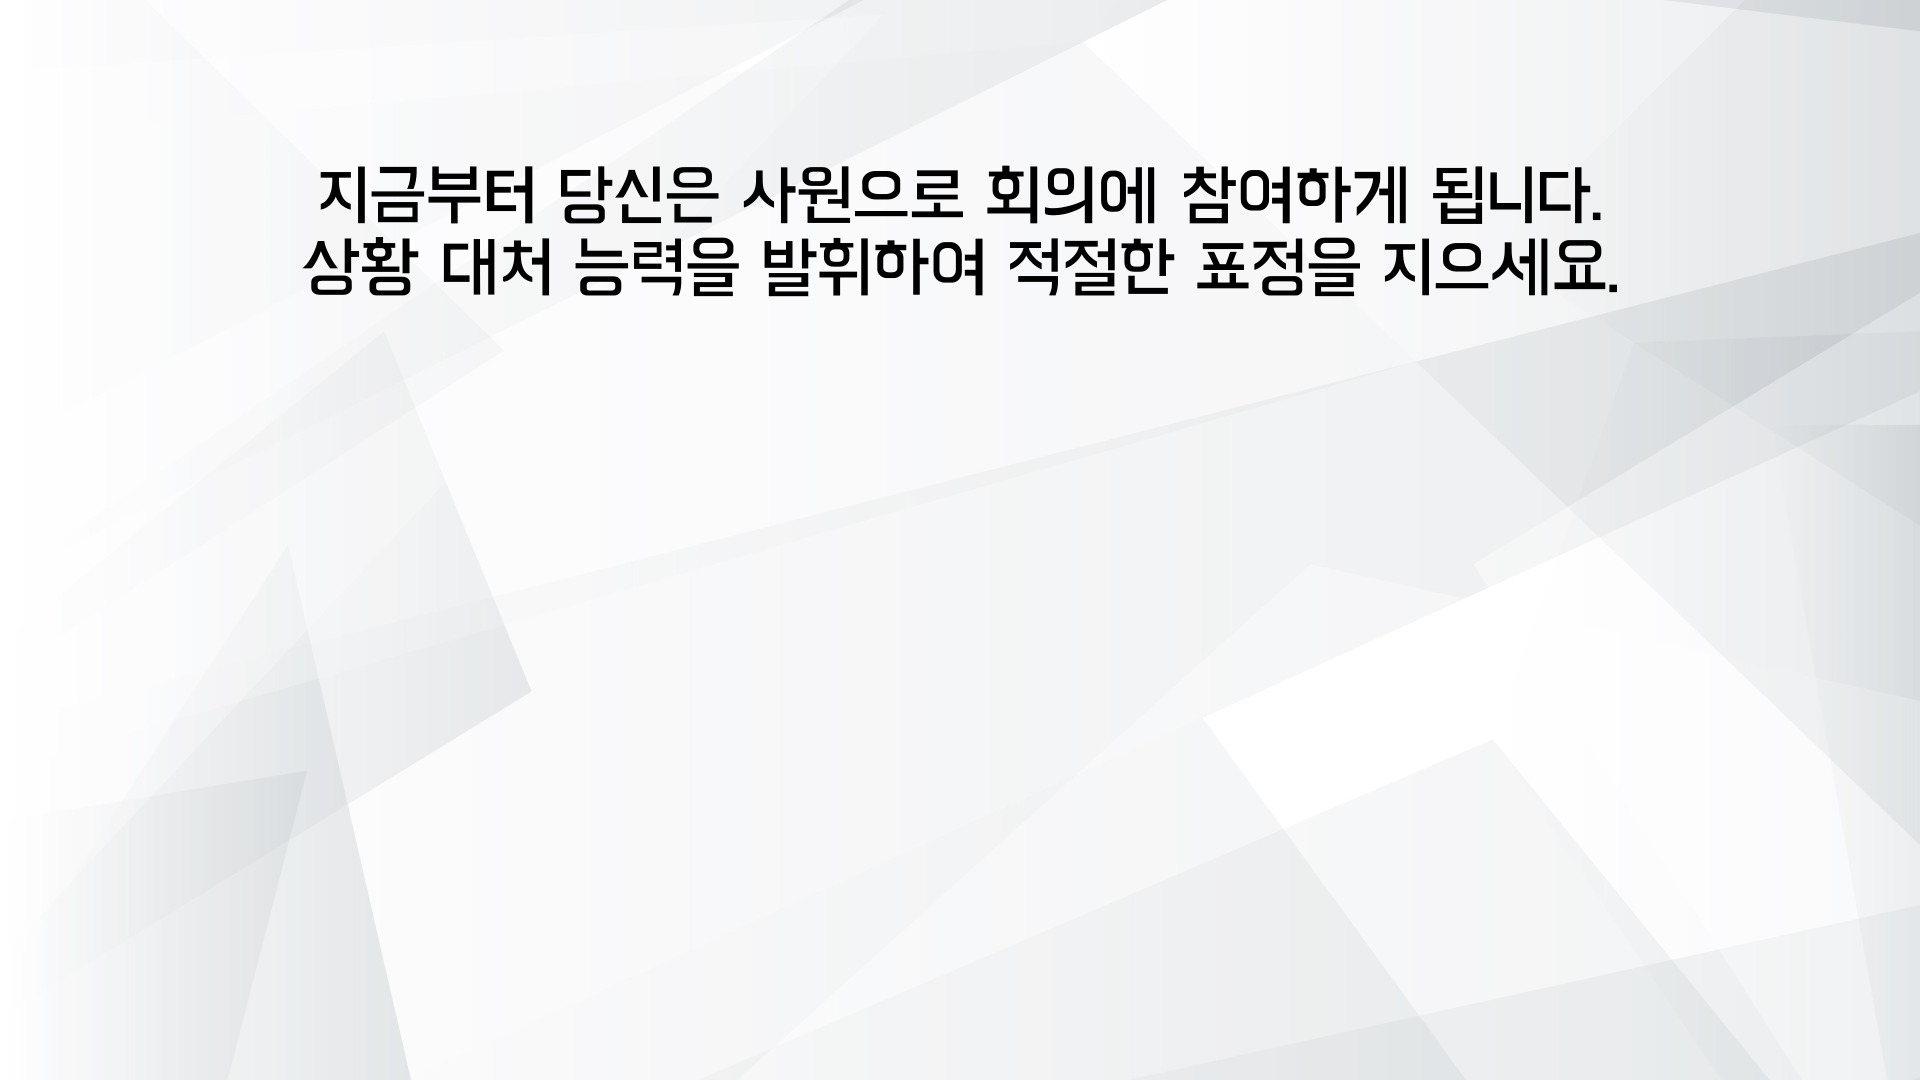 지금부터 당신은 사원으로 회의에 참여하게 됩니다.
상황 대처 능력을 발휘하여 적절한 표정을 지으세요.